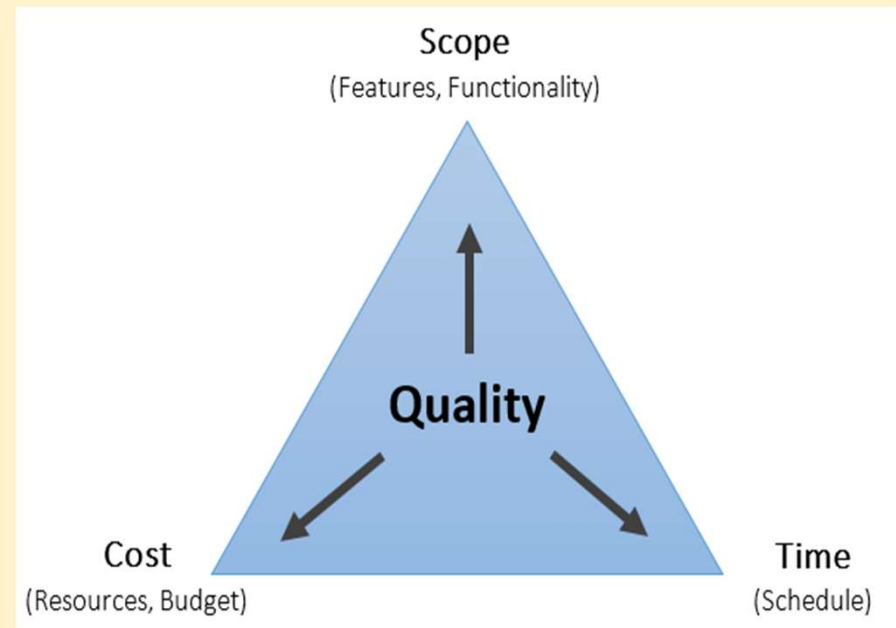 Scope
(Features, Functionality)
Quality
Cost
(Resources, Budget)
Time
(Schedule)